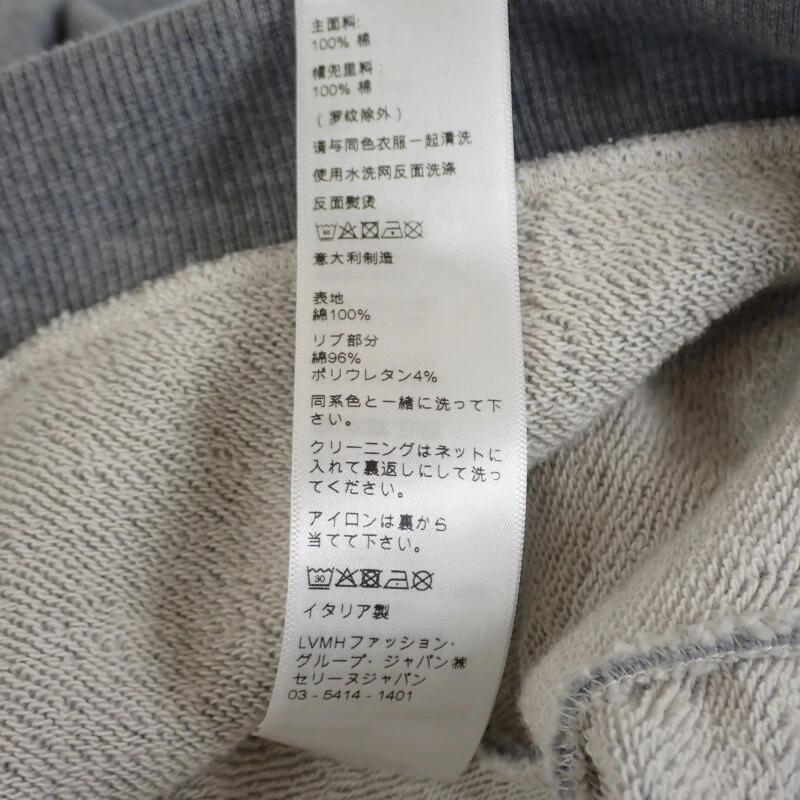 主面料:
100% 棉
帽兜里料:
100% 棉
(罗纹除外)
请与同色衣服一起清洗
使用水洗网反面洗涤
反面熨烫
意大利制造
表地
綿100%
リブ部分
綿96%
ポリウレタン4%
同系色と一緒に洗って下
さい。
クリーニングはネットに
入れて裏返しにして洗っ
てください。
アイロンは裏から
当てて下さい。
30
イタリア製
LVMHファッション・
グループ・ジャパン㈱
セリーヌジャパン
03 - 5414 - 1401